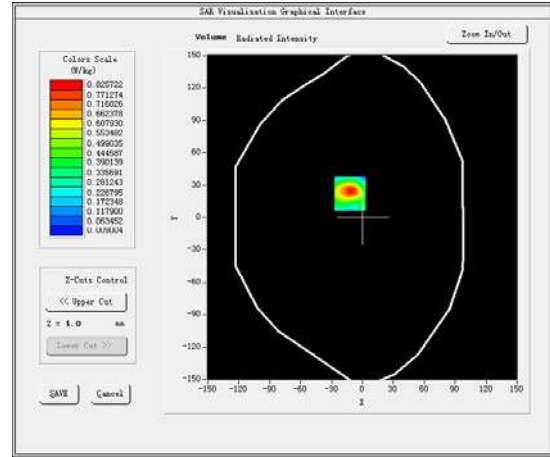 SAR Visualisation Graphical Interface
Volume Radiated Intensity
Zoom In/Out
Colors Scale
(W/kg)
0.825722
0.771274
0.716826
0.662378
0.607930
0.553482
0.499035
0.444587
0.390139
0.335691
0.281243
0.226795
0.172348
0.117900
0.063452
0.009004
Z-Cuts Control
<< Upper Cut
Z = 4.0 mm
Lower Cut >>
SAVE
Cancel
150
120
90
60
30
0
-30
-60
-90
-120
-150
Y
-150 -120 -90 -60 -30 0 30 60 90 120 150
X